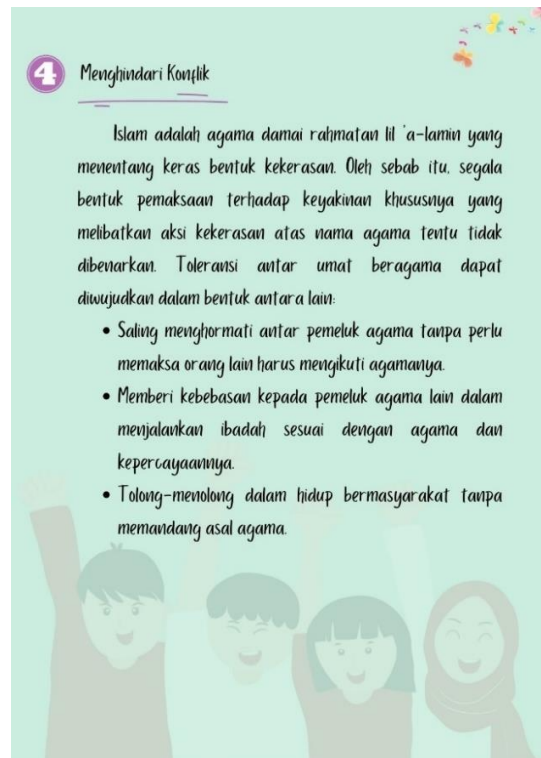 4 Menghindari Konflik
Islam adalah agama damai rahmatan lil 'a-lamin yang
menentang keras bentuk kekerasan. Oleh sebab itu, segala
bentuk pemaksaan terhadap keyakinan khususnya yang
melibatkan aksi kekerasan atas nama agama tentu tidak
dibenarkan. Toleransi antar umat beragama dapat
diwujudkan dalam bentuk antara lain:
• Saling menghormati antar pemeluk agama tanpa perlu
memaksa orang lain harus mengikuti agamanya.
• Memberi kebebasan kepada pemeluk agama lain dalam
menjalankan ibadah sesuai dengan agama dan
kepercayaannya.
• Tolong-menolong dalam hidup bermasyarakat tanpa
memandang asal agama.